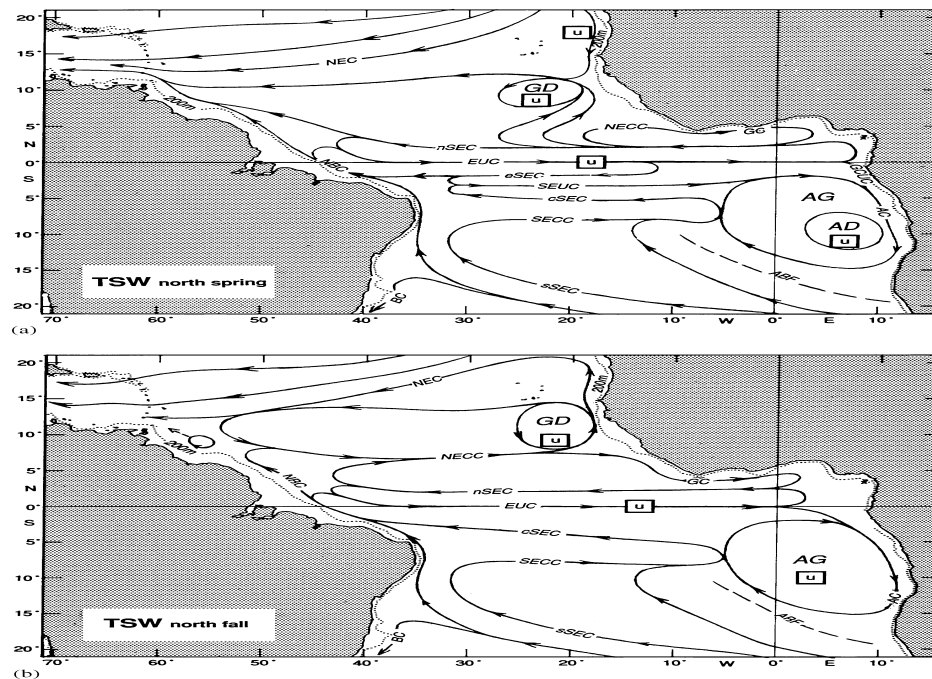 20°
15°
10°
5°
N
0°
S
5°
10°
15°
20°
u
200m
NEC
GD
u
200m
NECC
GC
nSEC
NBC
EUC
u
eSEC
GCUC
SEUC
cSEC
AG
AC
SECC
AD
u
ABF
sSEC
BC
TSW north spring
70° 60° 50° 40° 30° 20° 10° W 0° E 10°
(a)
20°
15°
10°
5°
N
0°
S
5°
10°
15°
20°
200m
NEC
GD
u
200m
NECC
NBC
GC
nSEC
EUC
u
cSEC
SECC
AG
u
AC
ABF
sSEC
BC
TSW north fall
70° 60° 50° 40° 30° 20° 10° W 0° E 10°
(b)